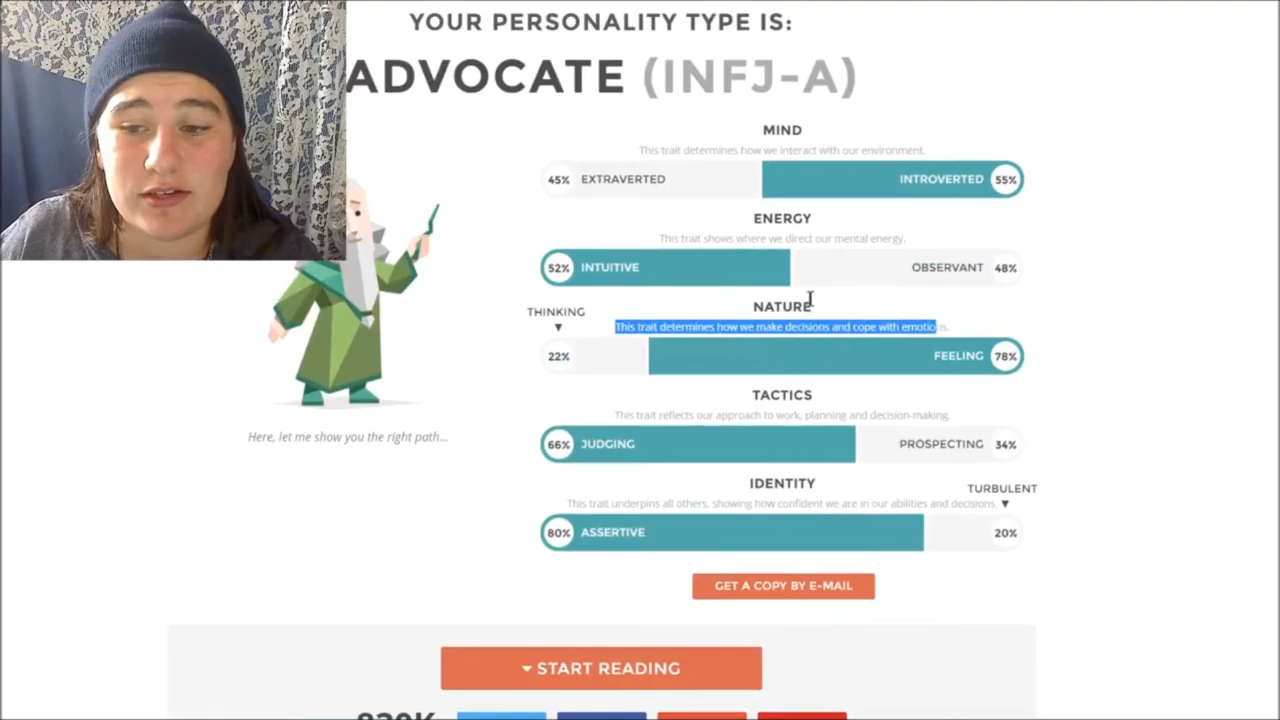 YOUR PERSONALITY TYPE IS:
ADVOCATE (INFJ-A)
MIND
This trait determines how we interact with our environment.
45% EXTRAVERTED INTROVERTED 55%
ENERGY
This trait shows where we direct our mental energy.
52% INTUITIVE OBSERVANT 48%
NATURE
THINKING
This trait determines how we make decisions and cope with emotions.
22% FEELING 78%
TACTICS
This trait reflects our approach to work, planning and decision-making.
Here, let me show you the right path...
66% JUDGING PROSPECTING 34%
IDENTITY
TURBULENT
This trait underpins all others, showing how confident we are in our abilities and decisions.
80% ASSERTIVE 20%
GET A COPY BY E-MAIL
START READING